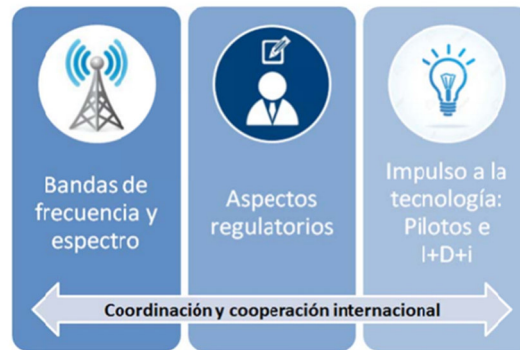 Bandas de
frecuencia y
espectro
Aspectos
regulatorios
Impulso a la
tecnología:
Pilotos e
I+D+i
Coordinación y cooperación internacional